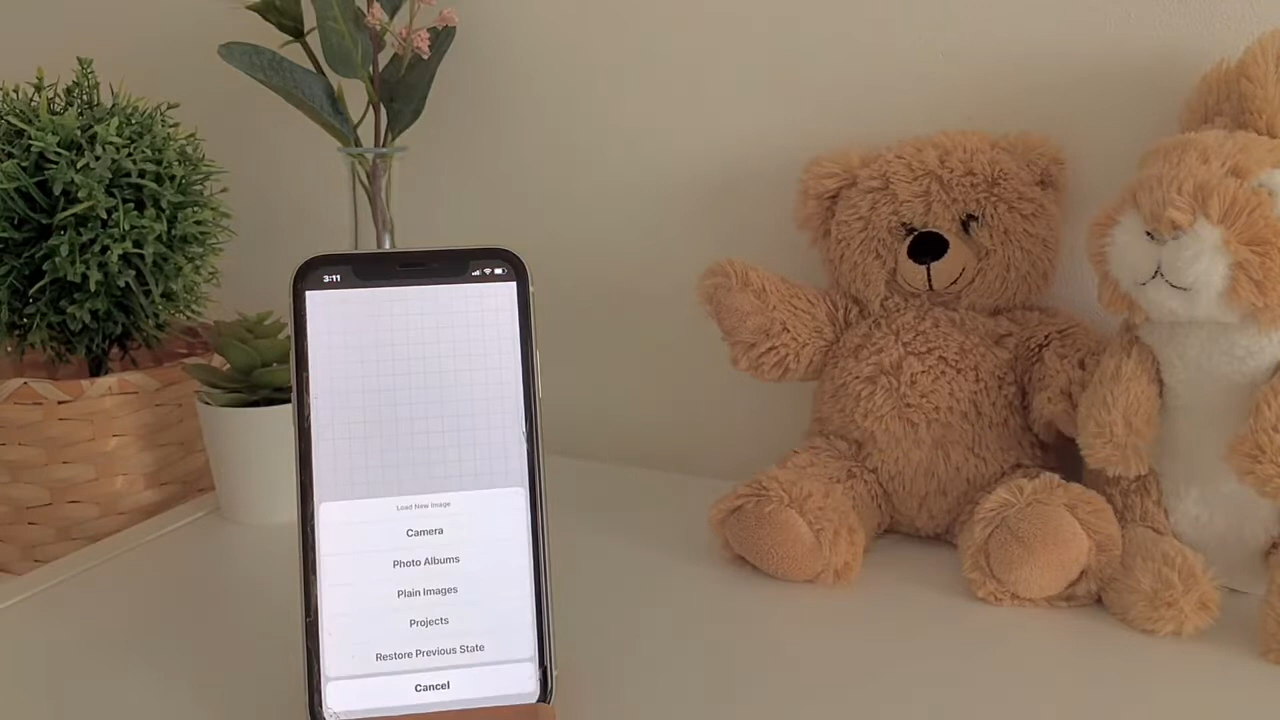 3:11
Load New Image
Camera
Photo Albums
Plain Images
Projects
Restore Previous State
Cancel